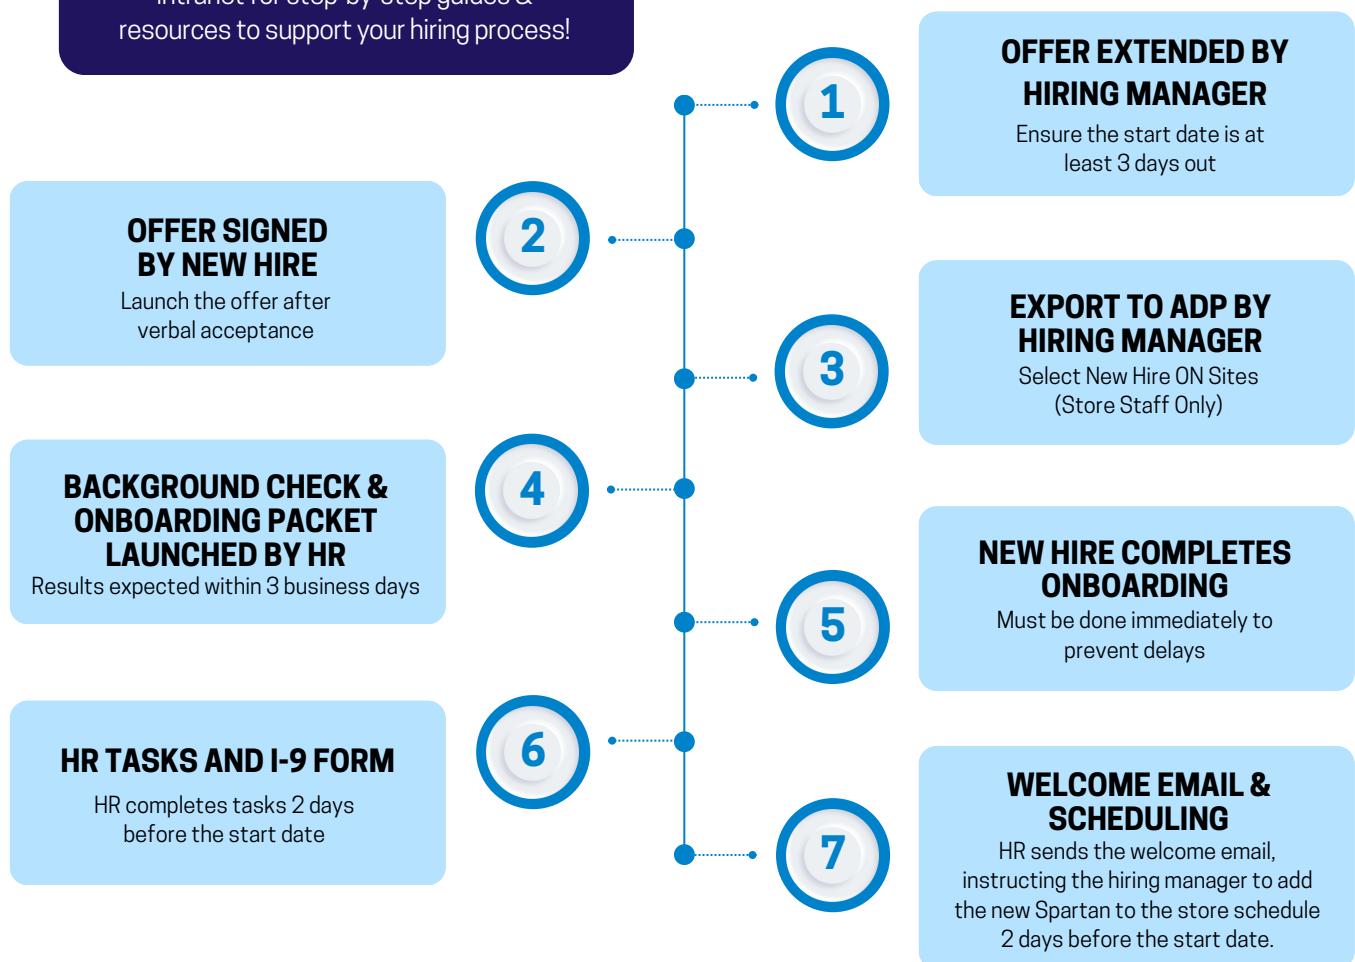 intranet for step-by-step guides &
resources to support your hiring process!
1
OFFER EXTENDED BY
HIRING MANAGER
Ensure the start date is at
least 3 days out
2
OFFER SIGNED
BY NEW HIRE
Launch the offer after
verbal acceptance
3
EXPORT TO ADP BY
HIRING MANAGER
Select New Hire ON Sites
(Store Staff Only)
4
BACKGROUND CHECK &
ONBOARDING PACKET
LAUNCHED BY HR
Results expected within 3 business days
5
NEW HIRE COMPLETES
ONBOARDING
Must be done immediately to
prevent delays
6
HR TASKS AND I-9 FORM
HR completes tasks 2 days
before the start date
7
WELCOME EMAIL &
SCHEDULING
HR sends the welcome email,
instructing the hiring manager to add
the new Spartan to the store schedule
2 days before the start date.